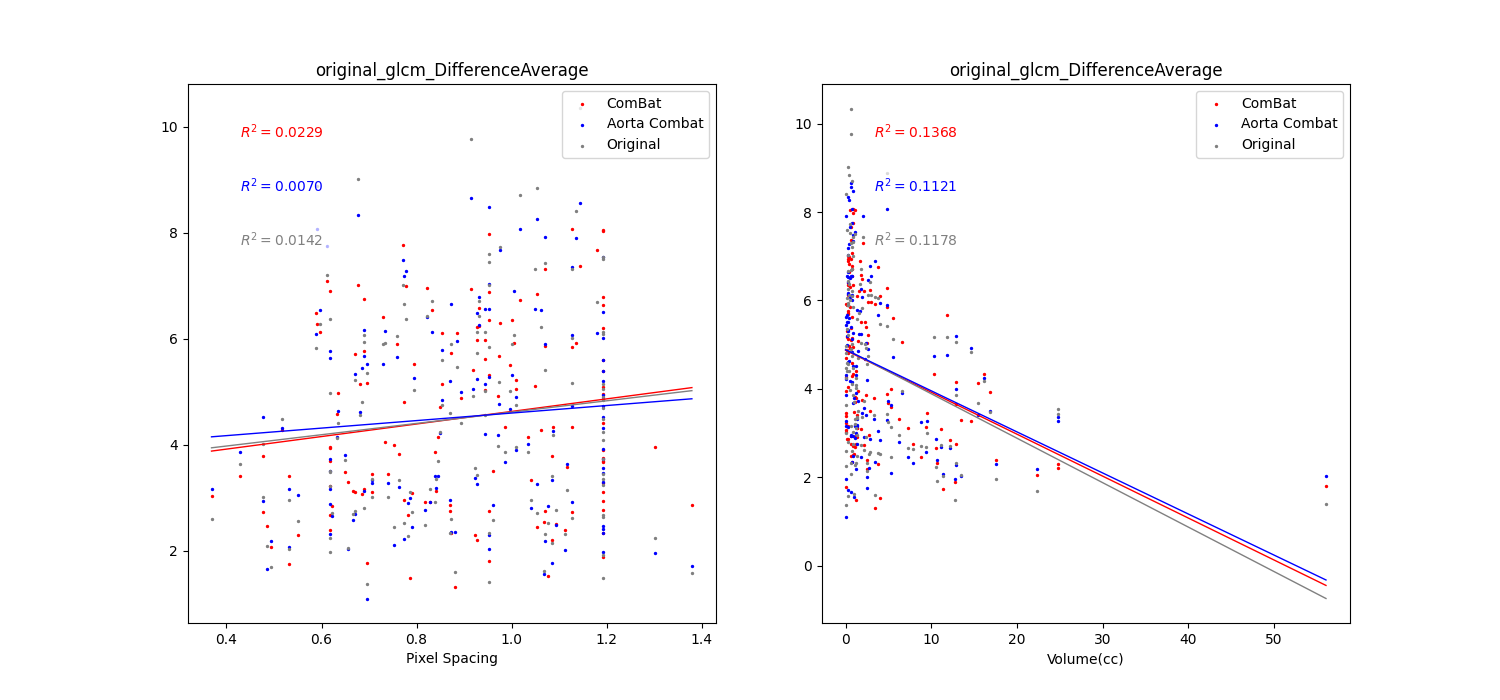 original_glcm_DifferenceAverage
ComBat
Aorta Combat
Original
R² = 0.0229
R² = 0.0070
R² = 0.0142
10
8
6
4
2
0.4 0.6 0.8 1.0 1.2 1.4
Pixel Spacing
original_glcm_DifferenceAverage
ComBat
Aorta Combat
Original
R² = 0.1368
R² = 0.1121
R² = 0.1178
10
8
6
4
2
0
0 10 20 30 40 50
Volume(cc)